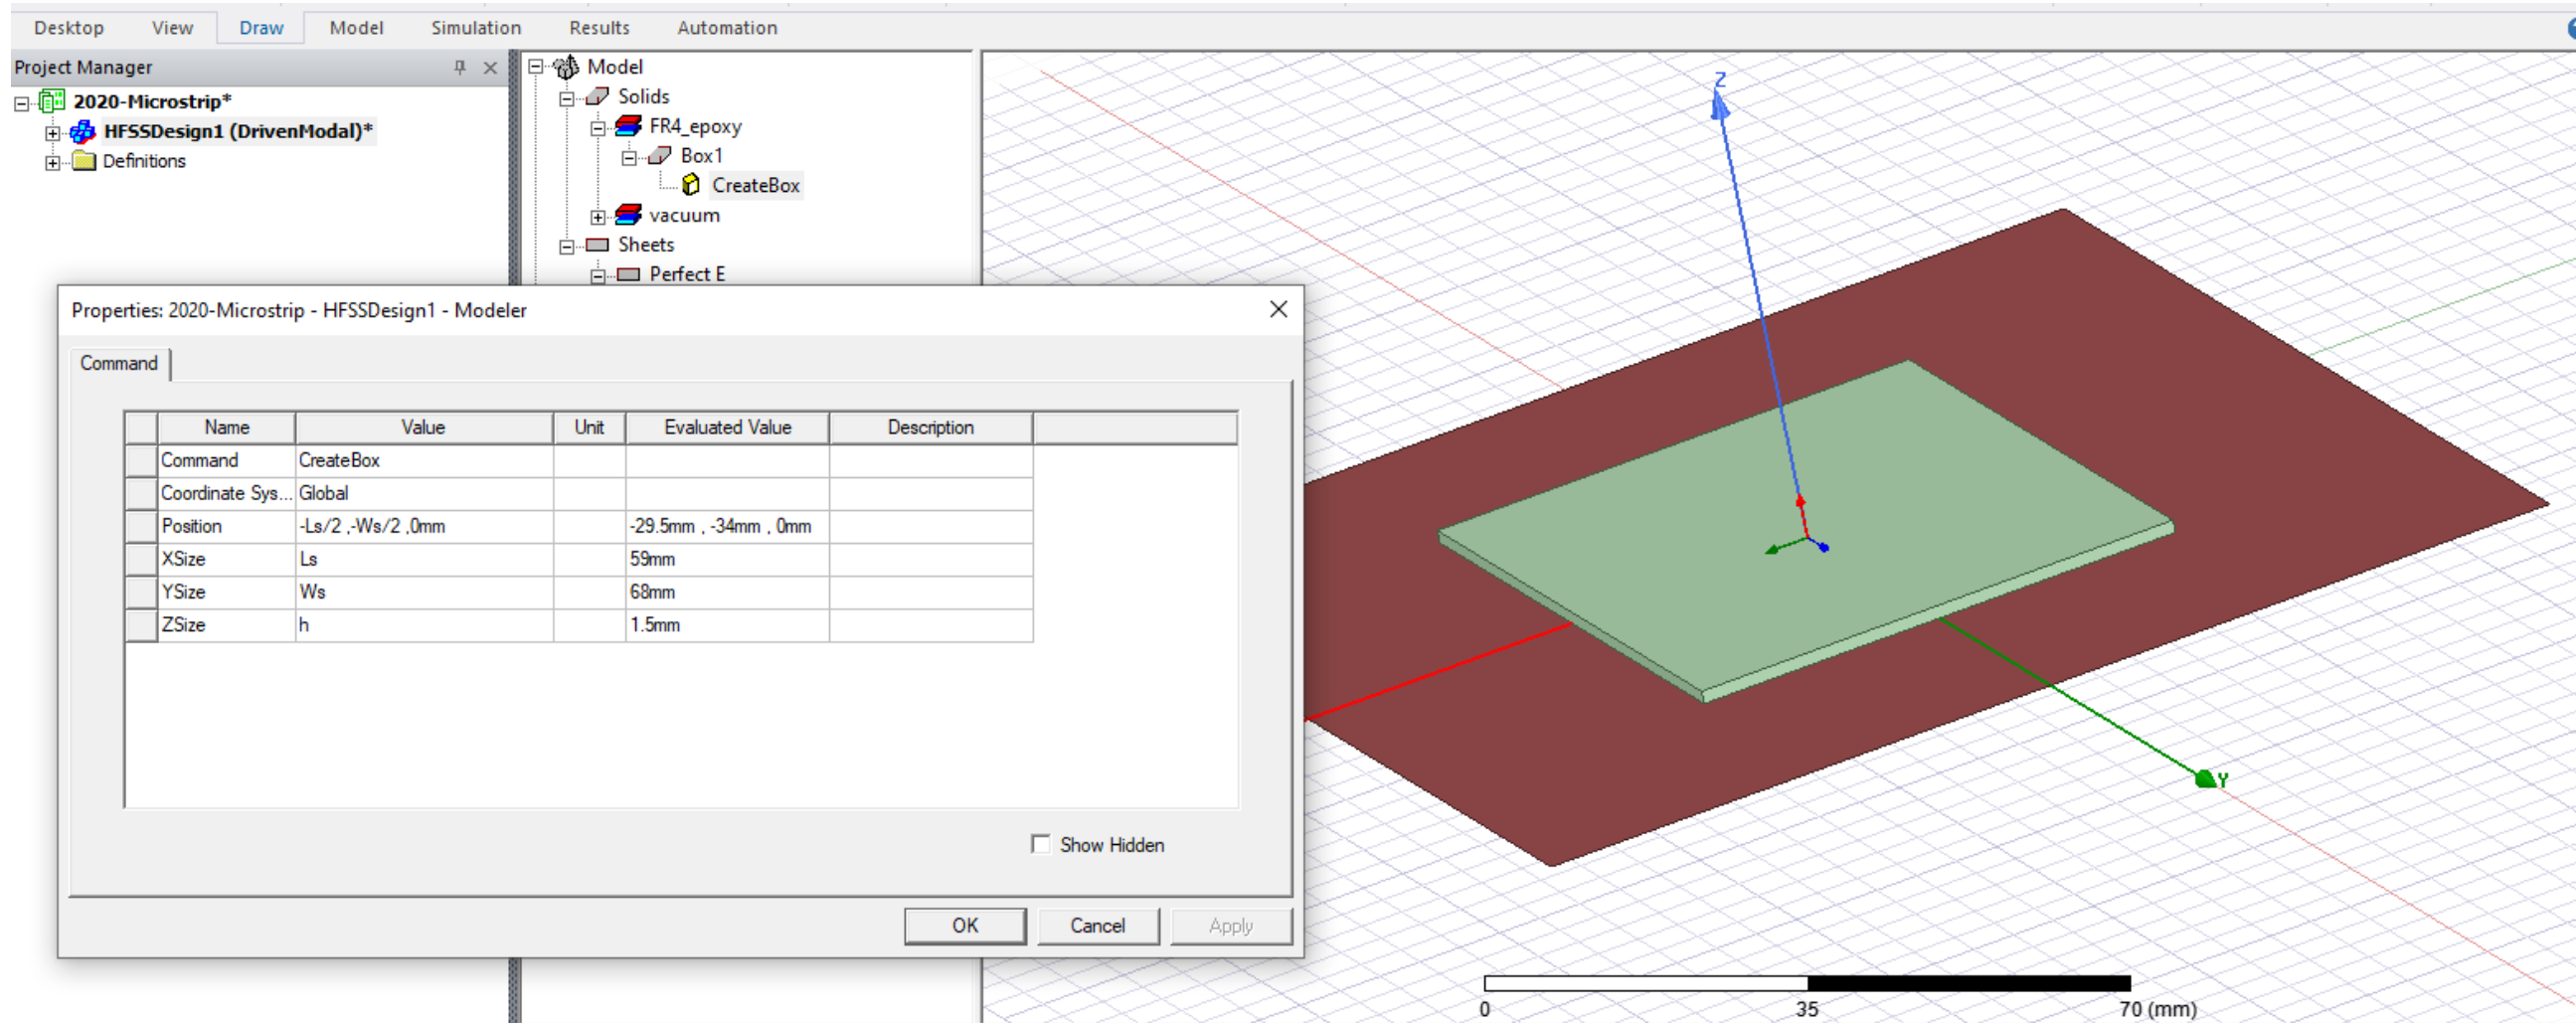 Desktop View Draw Model Simulation Results Automation
Project Manager
2020-Microstrip*
HFSSDesign1 (DrivenModal)*
Definitions
Model
Solids
FR4_epoxy
Box1
CreateBox
vacuum
Sheets
Perfect E
Properties: 2020-Microstrip - HFSSDesign1 - Modeler
Command
Name Value Unit Evaluated Value Description
Command CreateBox
Coordinate Sys... Global
Position -Ls/2 ,-Ws/2 ,0mm -29.5mm , -34mm , 0mm
XSize Ls 59mm
YSize Ws 68mm
ZSize h 1.5mm
Show Hidden
OK Cancel Apply
Z
Y
0 35 70 (mm)